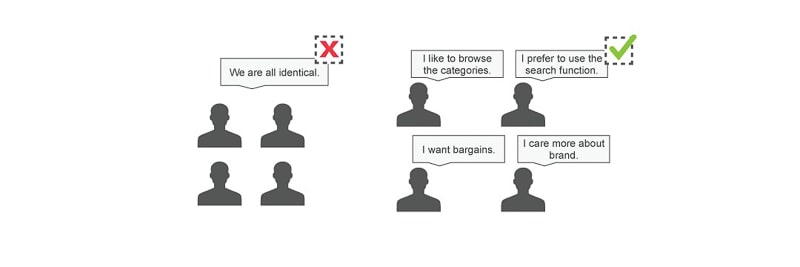 We are all identical.
I like to browse
the categories.
I prefer to use the
search function.
I want bargains.
I care more about
brand.